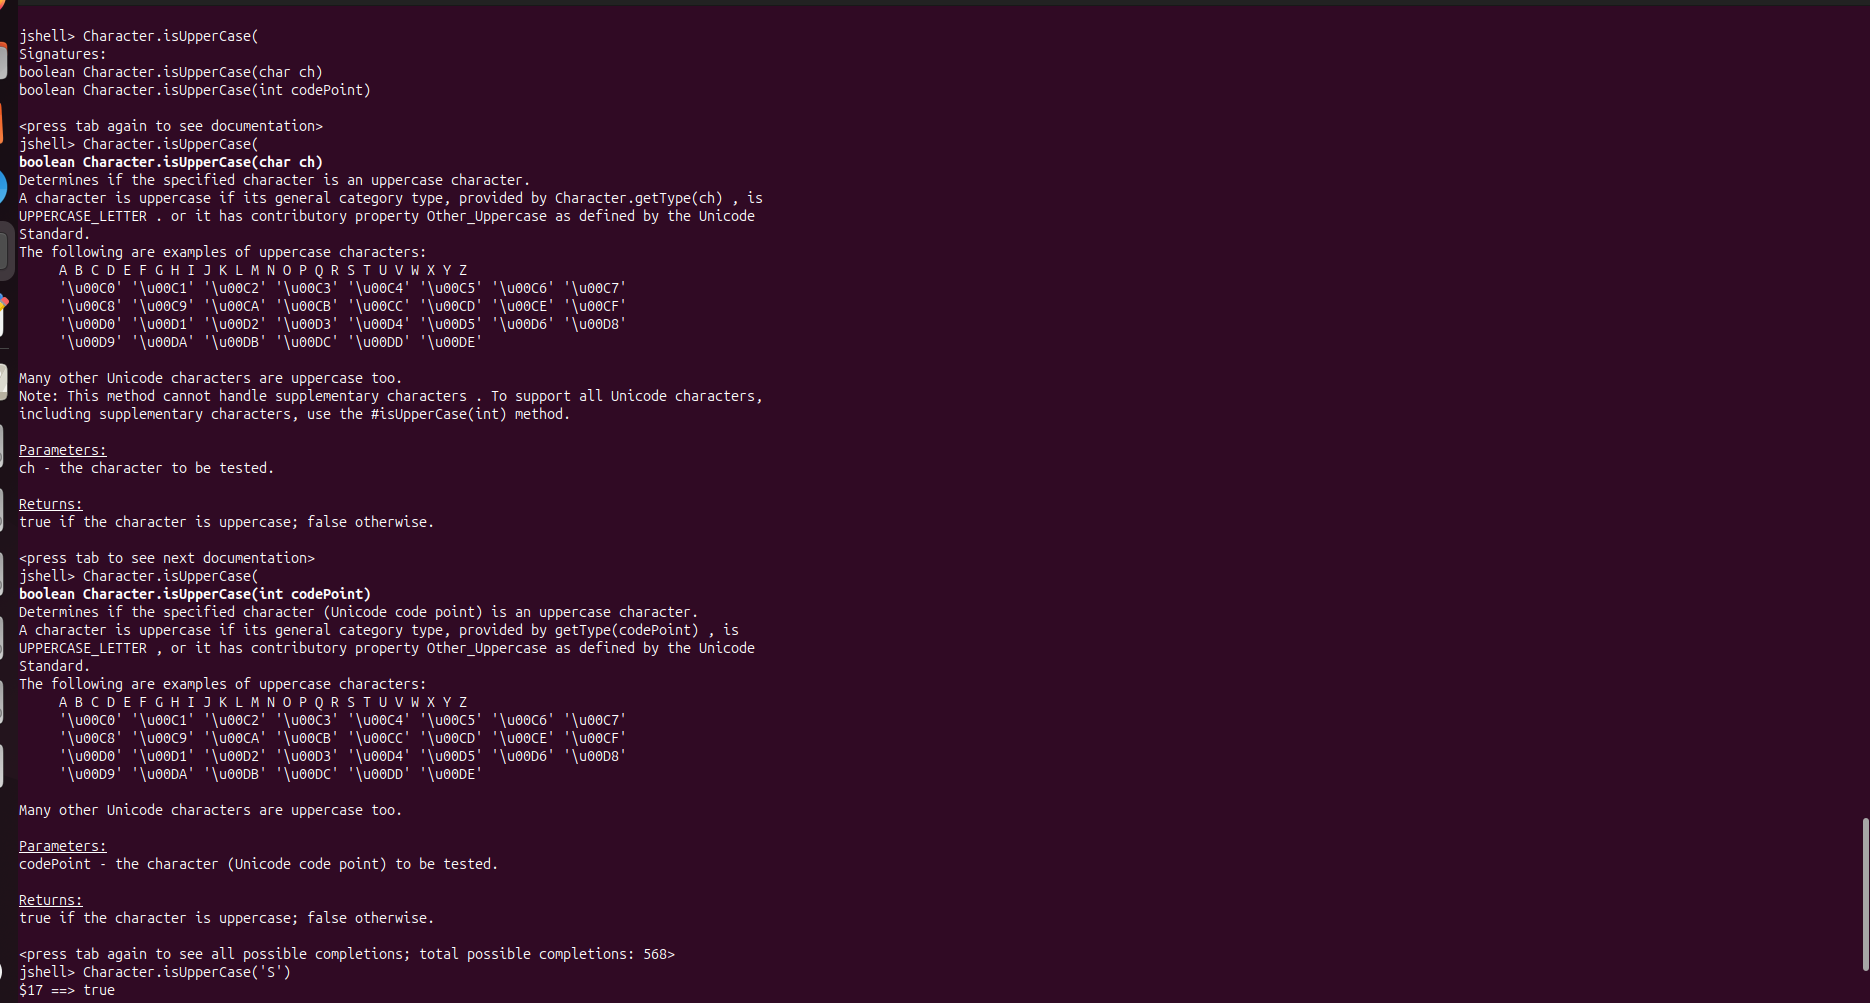 jshell> Character.isUpperCase(
Signatures:
boolean Character.isUpperCase(char ch)
boolean Character.isUpperCase(int codePoint)
<press tab again to see documentation>
jshell> Character.isUpperCase(
boolean Character.isUpperCase(char ch)
Determines if the specified character is an uppercase character.
A character is uppercase if its general category type, provided by Character.getType(ch) , is
UPPERCASE_LETTER . or it has contributory property Other_Uppercase as defined by the Unicode
Standard.
The following are examples of uppercase characters:
A B C D E F G H I J K L M N O P Q R S T U V W X Y Z
'\u00C0' '\u00C1' '\u00C2' '\u00C3' '\u00C4' '\u00C5' '\u00C6' '\u00C7'
'\u00C8' '\u00C9' '\u00CA' '\u00CB' '\u00CC' '\u00CD' '\u00CE' '\u00CF'
'\u00D0' '\u00D1' '\u00D2' '\u00D3' '\u00D4' '\u00D5' '\u00D6' '\u00D8'
'\u00D9' '\u00DA' '\u00DB' '\u00DC' '\u00DD' '\u00DE'
Many other Unicode characters are uppercase too.
Note: This method cannot handle supplementary characters . To support all Unicode characters,
including supplementary characters, use the #isUpperCase(int) method.
Parameters:
ch - the character to be tested.
Returns:
true if the character is uppercase; false otherwise.
<press tab to see next documentation>
jshell> Character.isUpperCase(
boolean Character.isUpperCase(int codePoint)
Determines if the specified character (Unicode code point) is an uppercase character.
A character is uppercase if its general category type, provided by getType(codePoint) , is
UPPERCASE_LETTER , or it has contributory property Other_Uppercase as defined by the Unicode
Standard.
The following are examples of uppercase characters:
A B C D E F G H I J K L M N O P Q R S T U V W X Y Z
'\u00C0' '\u00C1' '\u00C2' '\u00C3' '\u00C4' '\u00C5' '\u00C6' '\u00C7'
'\u00C8' '\u00C9' '\u00CA' '\u00CB' '\u00CC' '\u00CD' '\u00CE' '\u00CF'
'\u00D0' '\u00D1' '\u00D2' '\u00D3' '\u00D4' '\u00D5' '\u00D6' '\u00D8'
'\u00D9' '\u00DA' '\u00DB' '\u00DC' '\u00DD' '\u00DE'
Many other Unicode characters are uppercase too.
Parameters:
codePoint - the character (Unicode code point) to be tested.
Returns:
true if the character is uppercase; false otherwise.
<press tab again to see all possible completions; total possible completions: 568>
jshell> Character.isUpperCase('S')
$17 ==> true